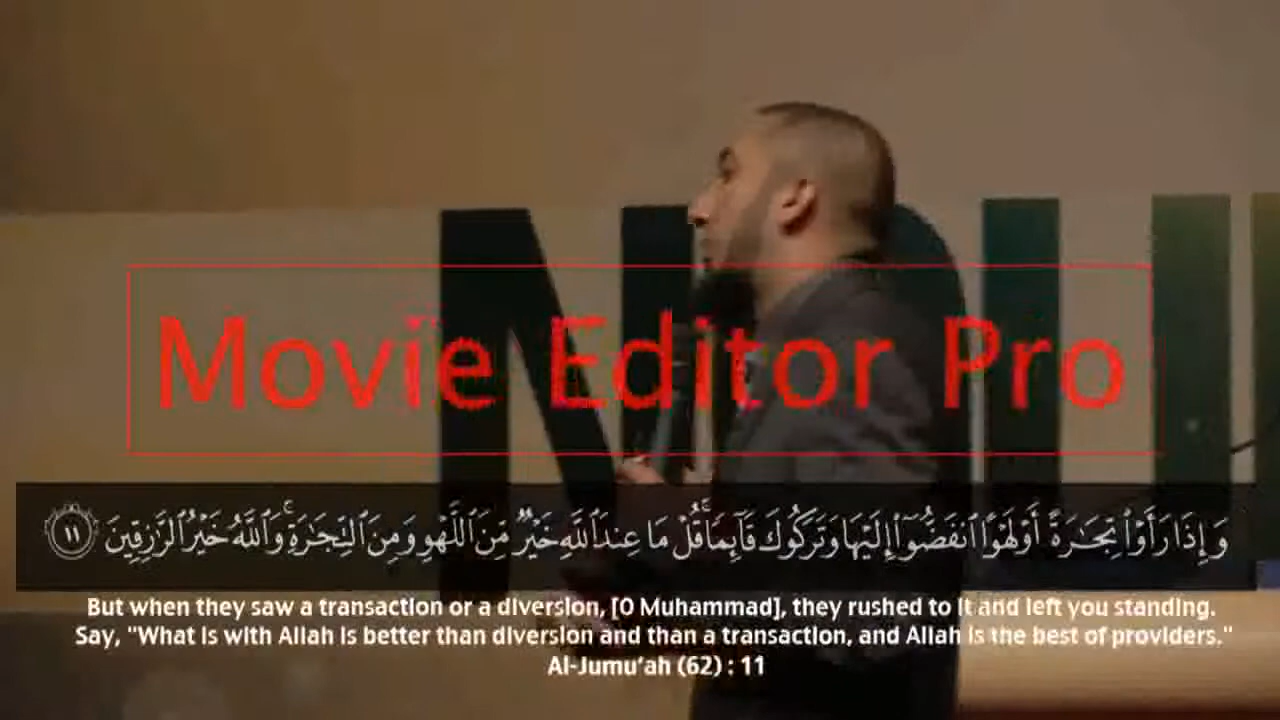 Movie Editor Pro
وَإِذَا رَأَوْا۟ تِجَـٰرَةً أَوْ لَهْوًا ٱنفَضُّوٓا۟ إِلَيْهَا وَتَرَكُوكَ قَآئِمًا ۚ قُلْ مَا عِندَ ٱللَّهِ خَيْرٌ مِّنَ ٱللَّهْوِ وَمِنَ ٱلتِّجَـٰرَةِ ۚ وَٱللَّهُ خَيْرُ ٱلرَّٰزِقِينَ ١١
But when they saw a transaction or a diversion, [O Muhammad], they rushed to it and left you standing.
Say, "What is with Allah is better than diversion and than a transaction, and Allah is the best of providers."
Al-Jumu'ah (62) : 11